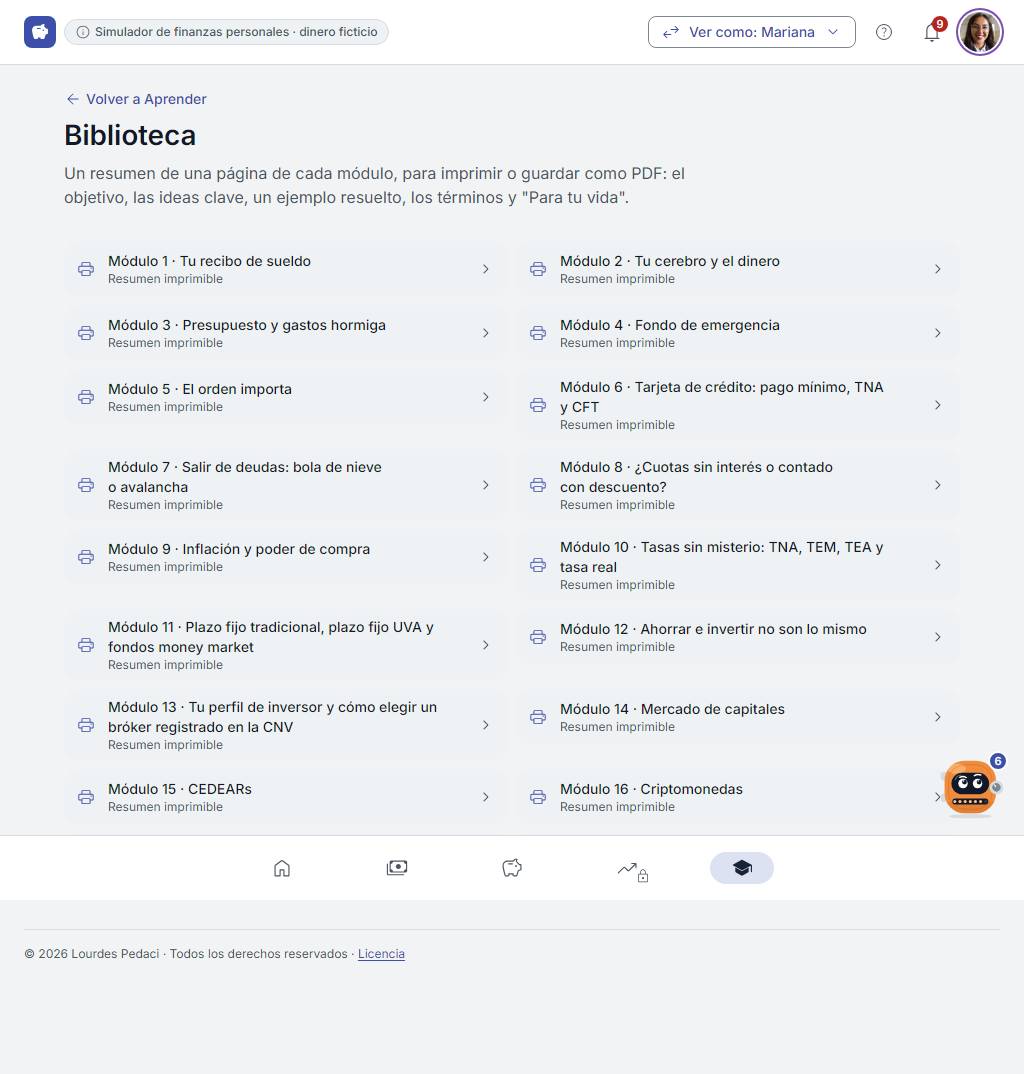 Simulador de finanzas personales · dinero ficticio
Ver como: Mariana
9
Volver a Aprender
Biblioteca
Un resumen de una página de cada módulo, para imprimir o guardar como PDF: el
objetivo, las ideas clave, un ejemplo resuelto, los términos y "Para tu vida".
Módulo 1 · Tu recibo de sueldo
Resumen imprimible
Módulo 2 · Tu cerebro y el dinero
Resumen imprimible
Módulo 3 · Presupuesto y gastos hormiga
Resumen imprimible
Módulo 4 · Fondo de emergencia
Resumen imprimible
Módulo 5 · El orden importa
Resumen imprimible
Módulo 6 · Tarjeta de crédito: pago mínimo, TNA
y CFT
Resumen imprimible
Módulo 7 · Salir de deudas: bola de nieve
o avalancha
Resumen imprimible
Módulo 8 · ¿Cuotas sin interés o contado
con descuento?
Resumen imprimible
Módulo 9 · Inflación y poder de compra
Resumen imprimible
Módulo 10 · Tasas sin misterio: TNA, TEM, TEA y
tasa real
Resumen imprimible
Módulo 11 · Plazo fijo tradicional, plazo fijo UVA y
fondos money market
Resumen imprimible
Módulo 12 · Ahorrar e invertir no son lo mismo
Resumen imprimible
Módulo 13 · Tu perfil de inversor y cómo elegir un
bróker registrado en la CNV
Resumen imprimible
Módulo 14 · Mercado de capitales
Resumen imprimible
Módulo 15 · CEDEARs
Resumen imprimible
Módulo 16 · Criptomonedas
Resumen imprimible
6
© 2026 Lourdes Pedaci · Todos los derechos reservados · Licencia